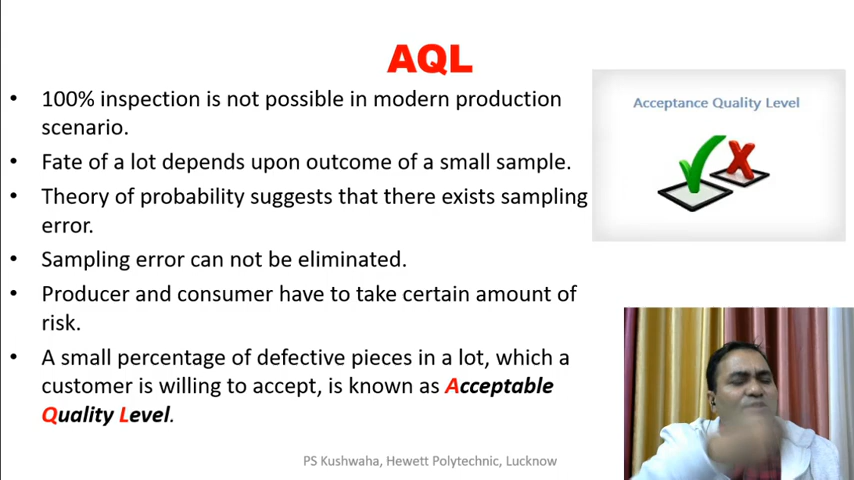 AQL
• 100% inspection is not possible in modern production
scenario.
• Fate of a lot depends upon outcome of a small sample.
• Theory of probability suggests that there exists sampling
error.
• Sampling error can not be eliminated.
• Producer and consumer have to take certain amount of
risk.
• A small percentage of defective pieces in a lot, which a
customer is willing to accept, is known as Acceptable
Quality Level.
Acceptance Quality Level
PS Kushwaha, Hewett Polytechnic, Lucknow